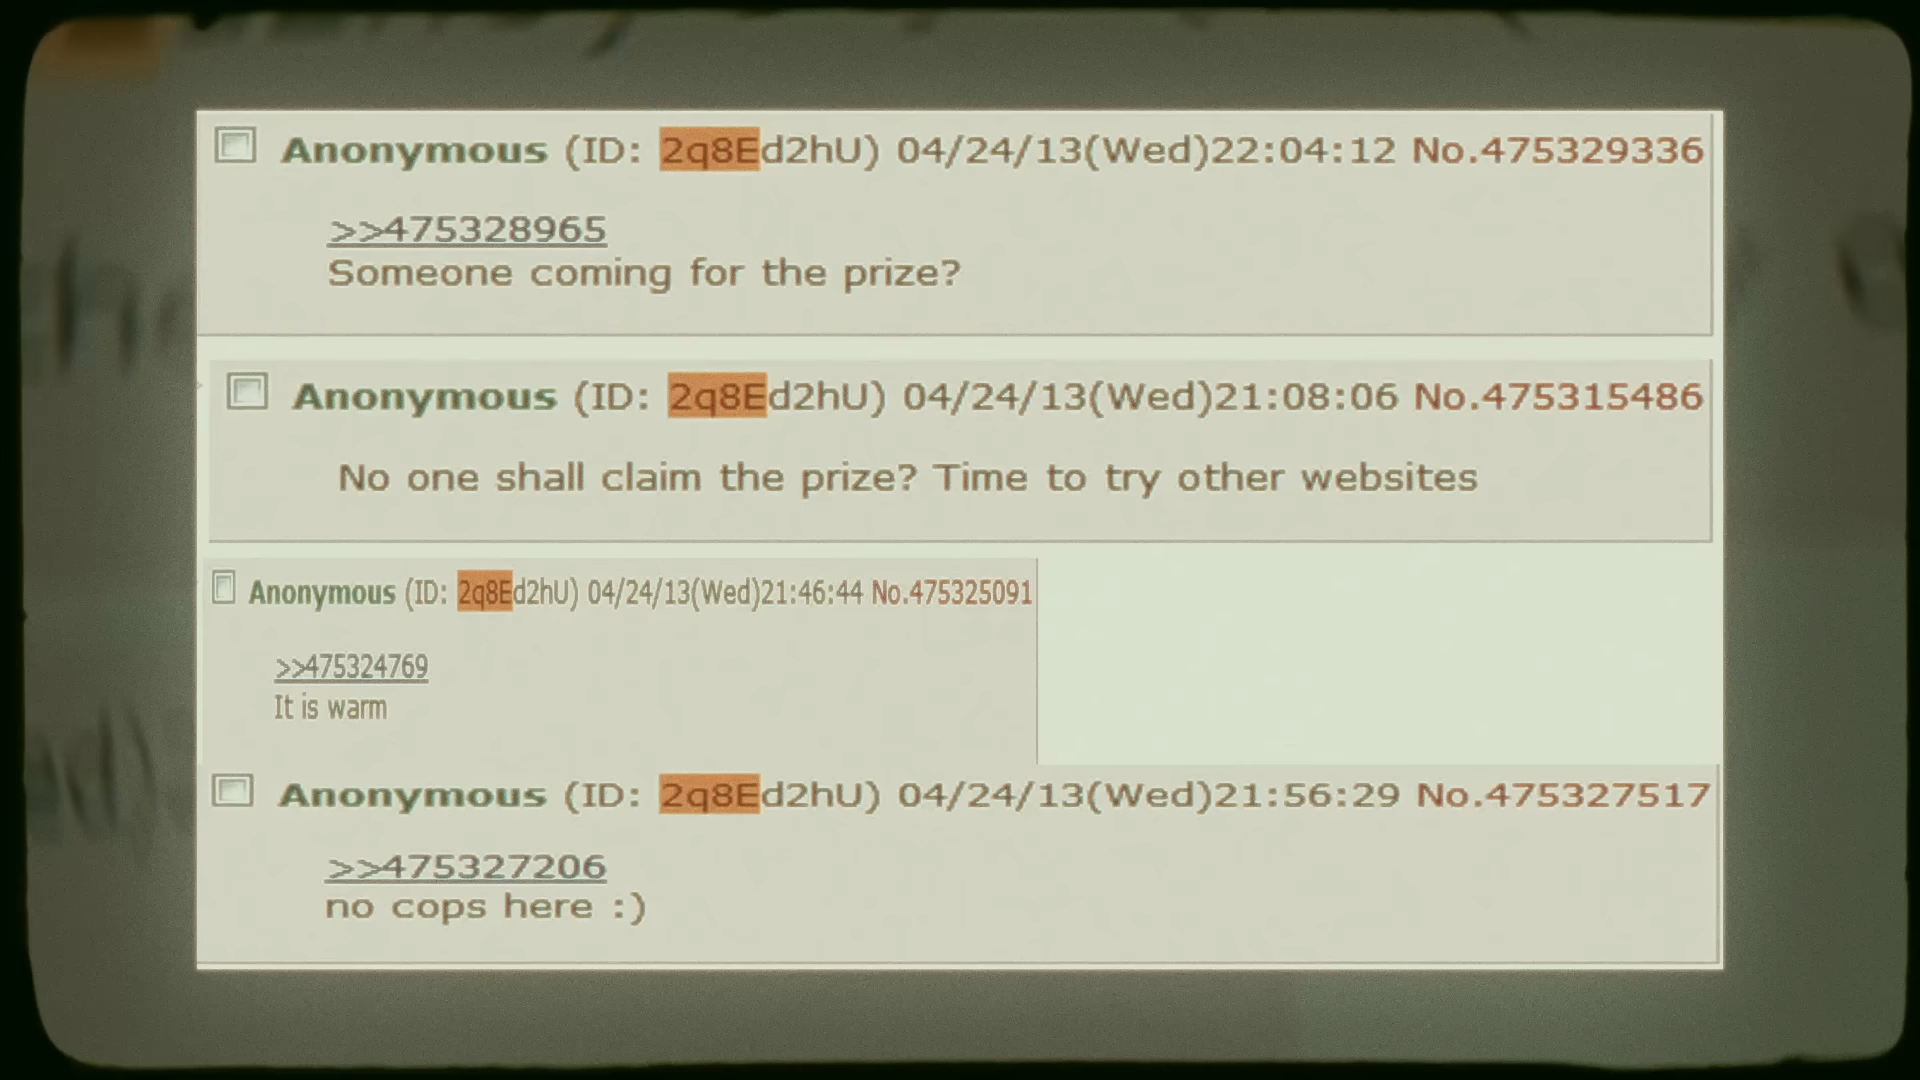 Anonymous (ID: 2q8Ed2hU) 04/24/13(Wed)22:04:12 No.475329336
>>475328965
Someone coming for the prize?
Anonymous (ID: 2q8Ed2hU) 04/24/13(Wed)21:08:06 No.475315486
No one shall claim the prize? Time to try other websites
Anonymous (ID: 2q8Ed2hU) 04/24/13(Wed)21:46:44 No.475325091
>>475324769
It is warm
Anonymous (ID: 2q8Ed2hU) 04/24/13(Wed)21:56:29 No.475327517
>>475327206
no cops here :)